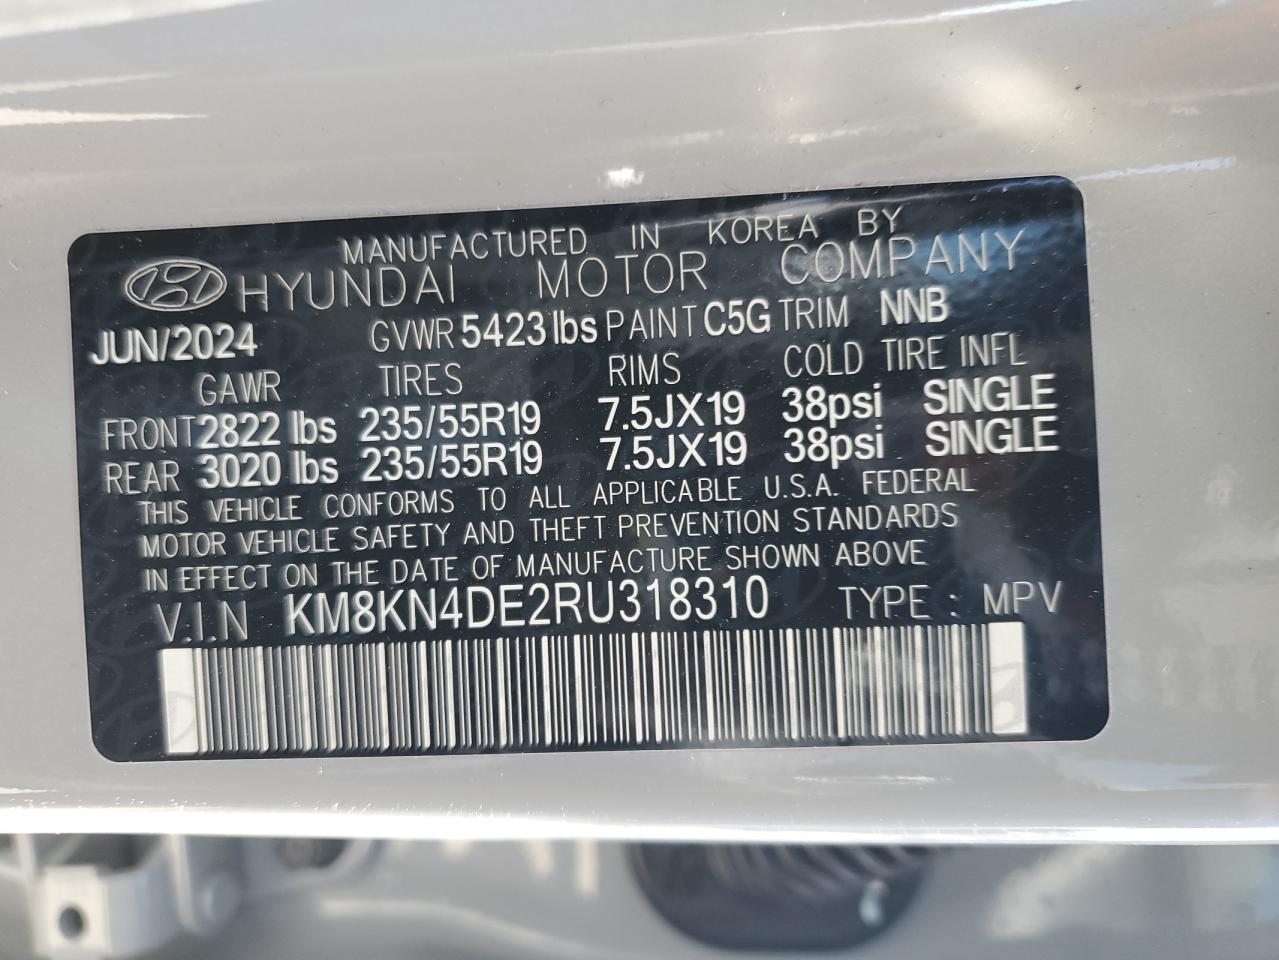 MANUFACTURED IN KOREA BY
HYUNDAI MOTOR COMPANY
JUN/2024 GVWR 5423 lbs PAINT C5G TRIM NNB
GAWR TIRES RIMS COLD TIRE INFL
FRONT 2822 lbs 235/55R19 7.5JX19 38psi SINGLE
REAR 3020 lbs 235/55R19 7.5JX19 38psi SINGLE
THIS VEHICLE CONFORMS TO ALL APPLICABLE U.S.A. FEDERAL
MOTOR VEHICLE SAFETY AND THEFT PREVENTION STANDARDS
IN EFFECT ON THE DATE OF MANUFACTURE SHOWN ABOVE
V.I.N KM8KN4DE2RU318310 TYPE : MPV